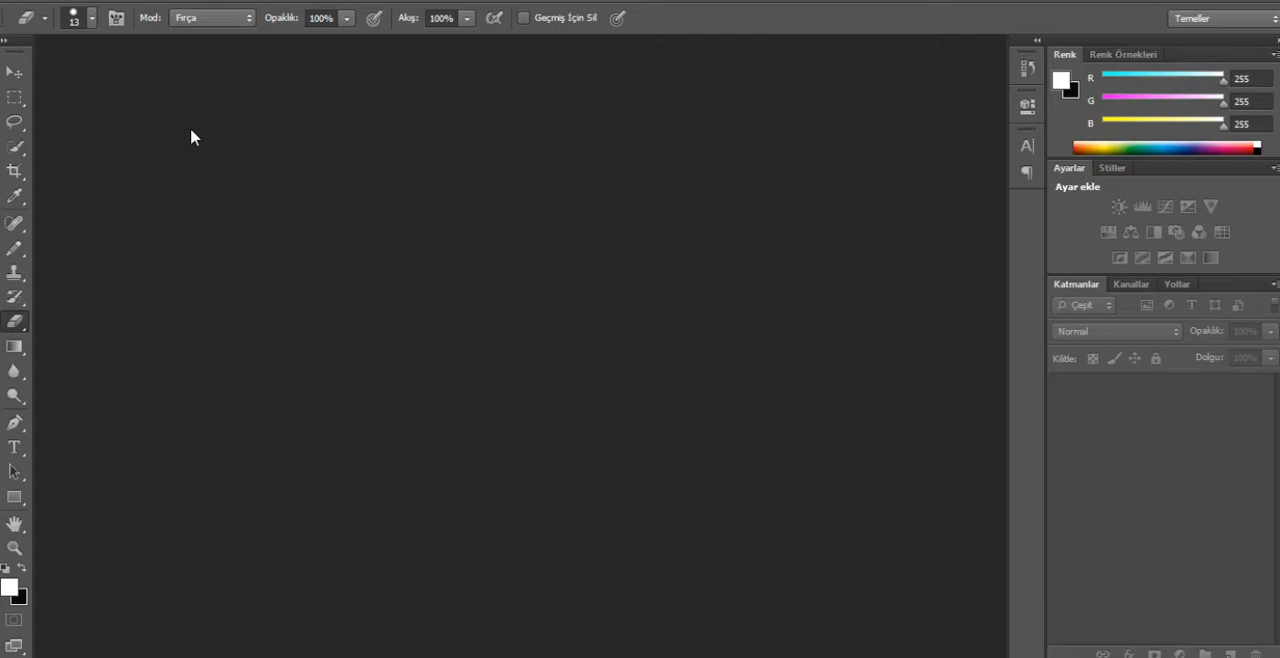 13 Mod: Fırça Opaklık: 100% Akış: 100% Geçmiş İçin Sil Temeller
Renk Renk Örnekleri
R 255
G 255
B 255
Ayarlar Stiller
Ayar ekle
Katmanlar Kanallar Yollar
Çeşit T
Normal Opaklık: 100%
Kilitle: Dolgu: 100%
A
T
fx